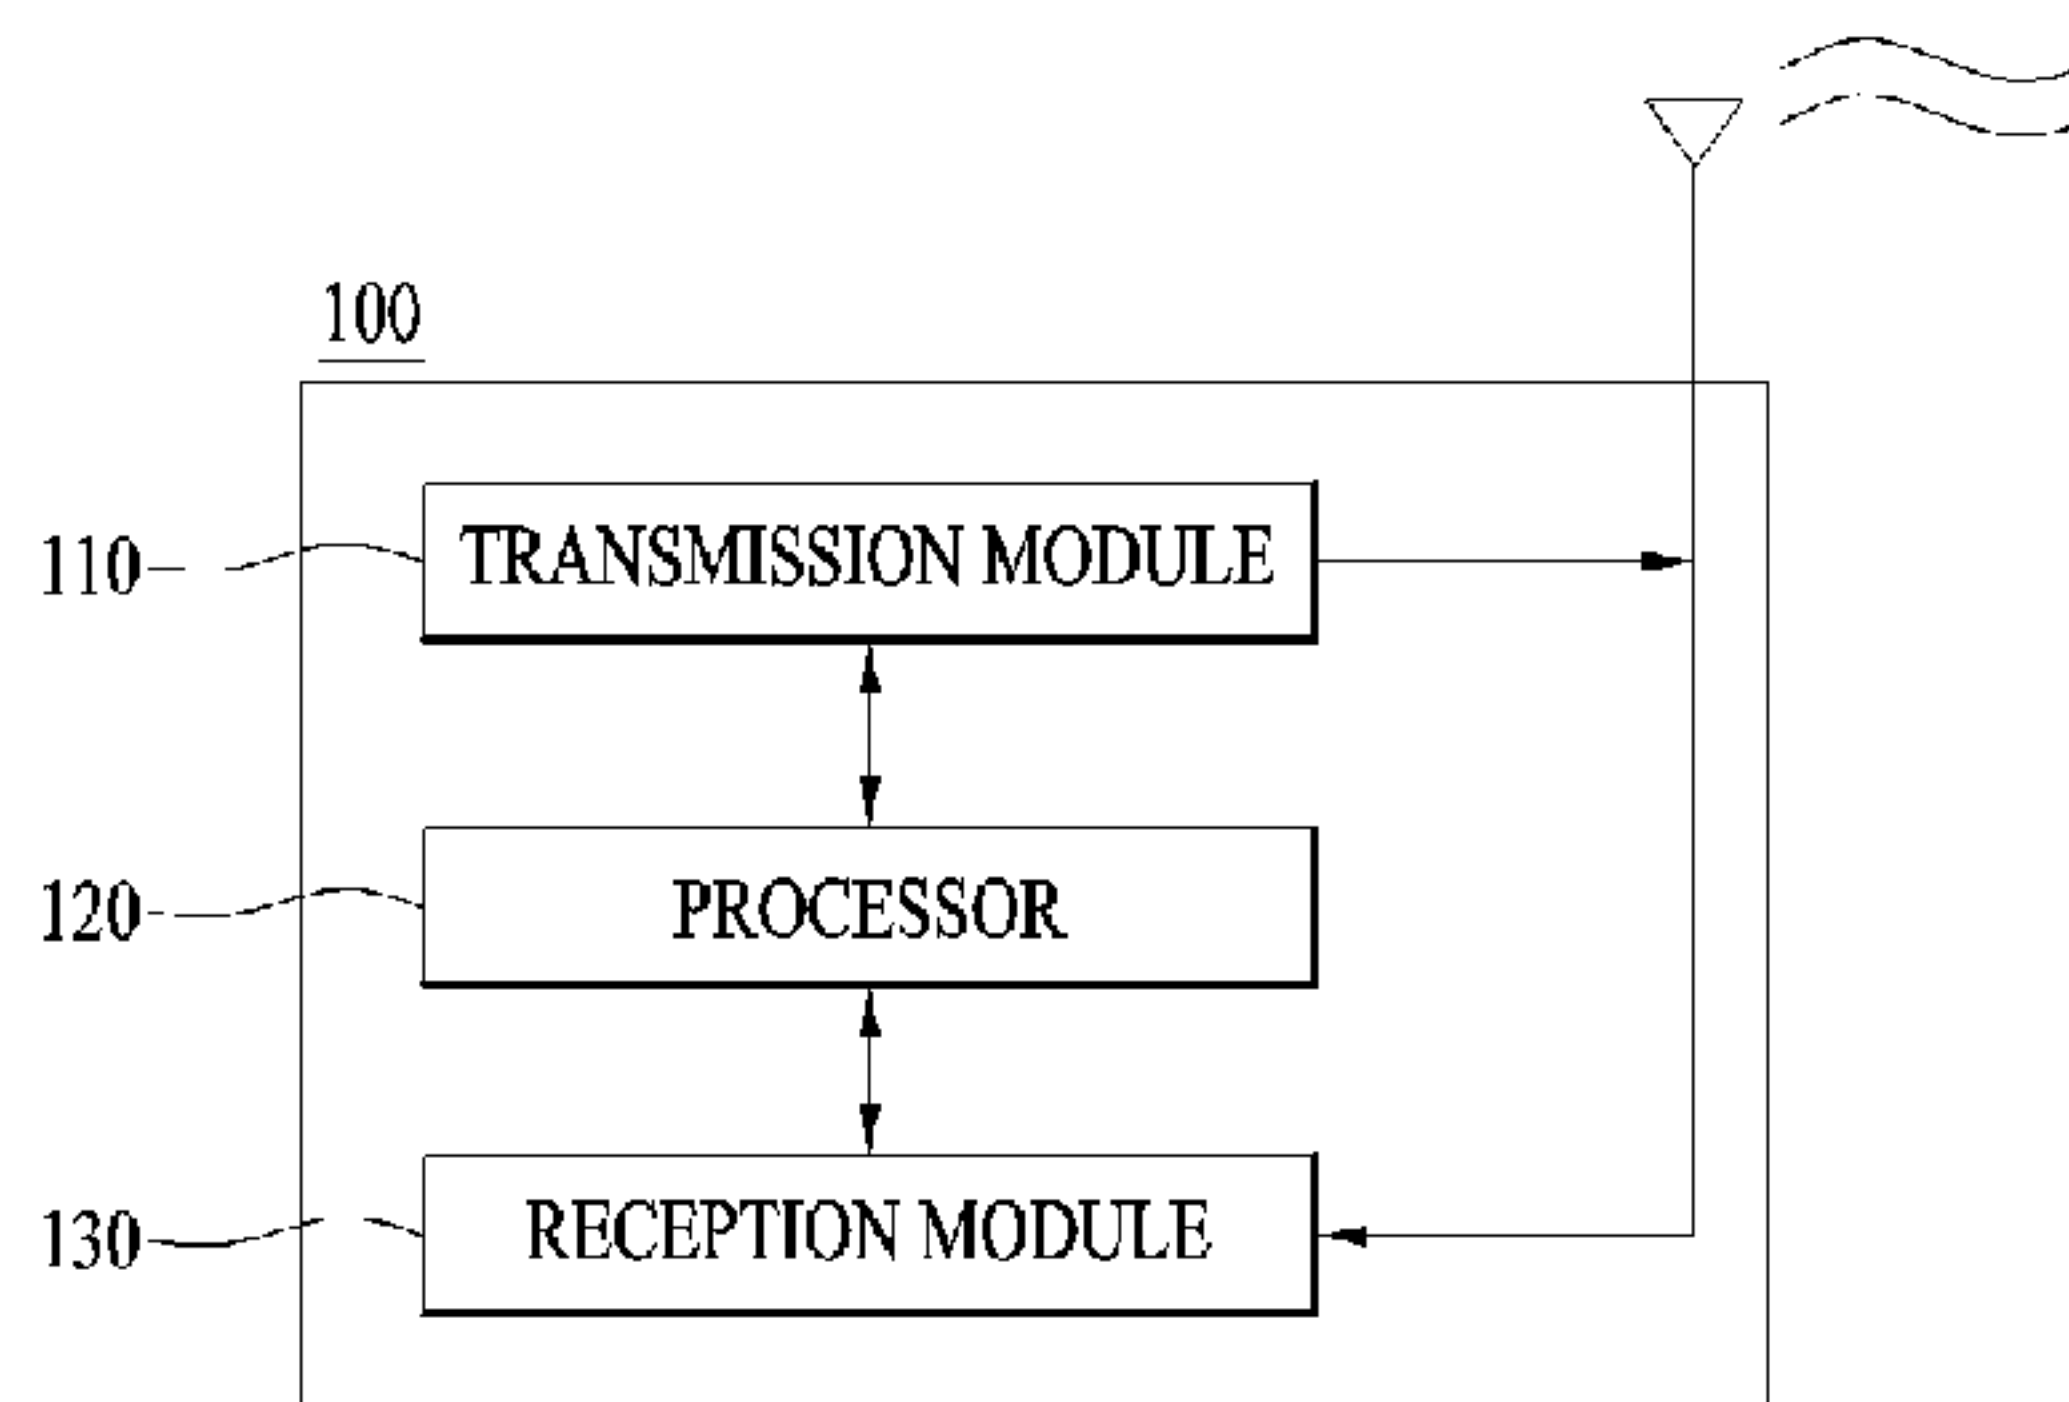 100
110
TRANSMISSION MODULE
120
PROCESSOR
130
RECEPTION MODULE